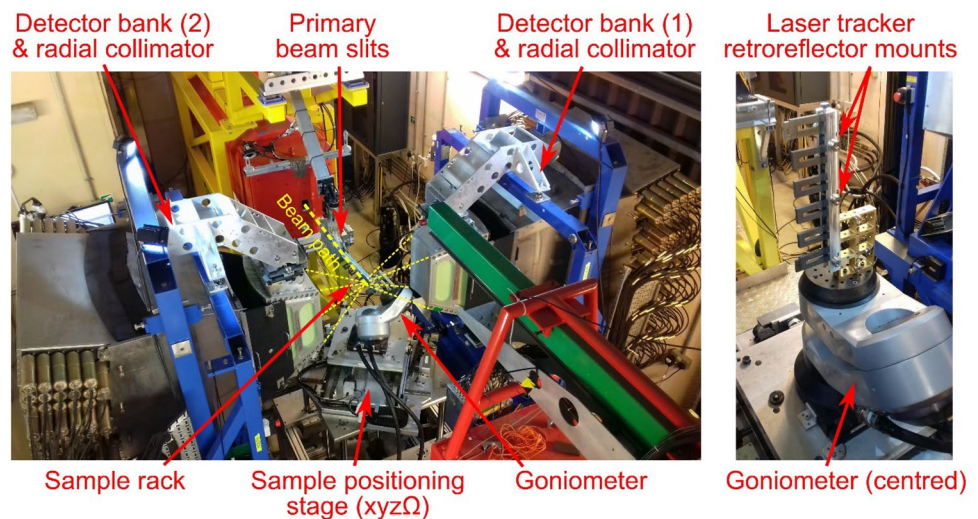 Detector bank (2)
& radial collimator
Primary
beam slits
Detector bank (1)
& radial collimator
Laser tracker
retroreflector mounts
Beam path
Sample rack
Sample positioning
stage (xyzΩ)
Goniometer
Goniometer (centred)